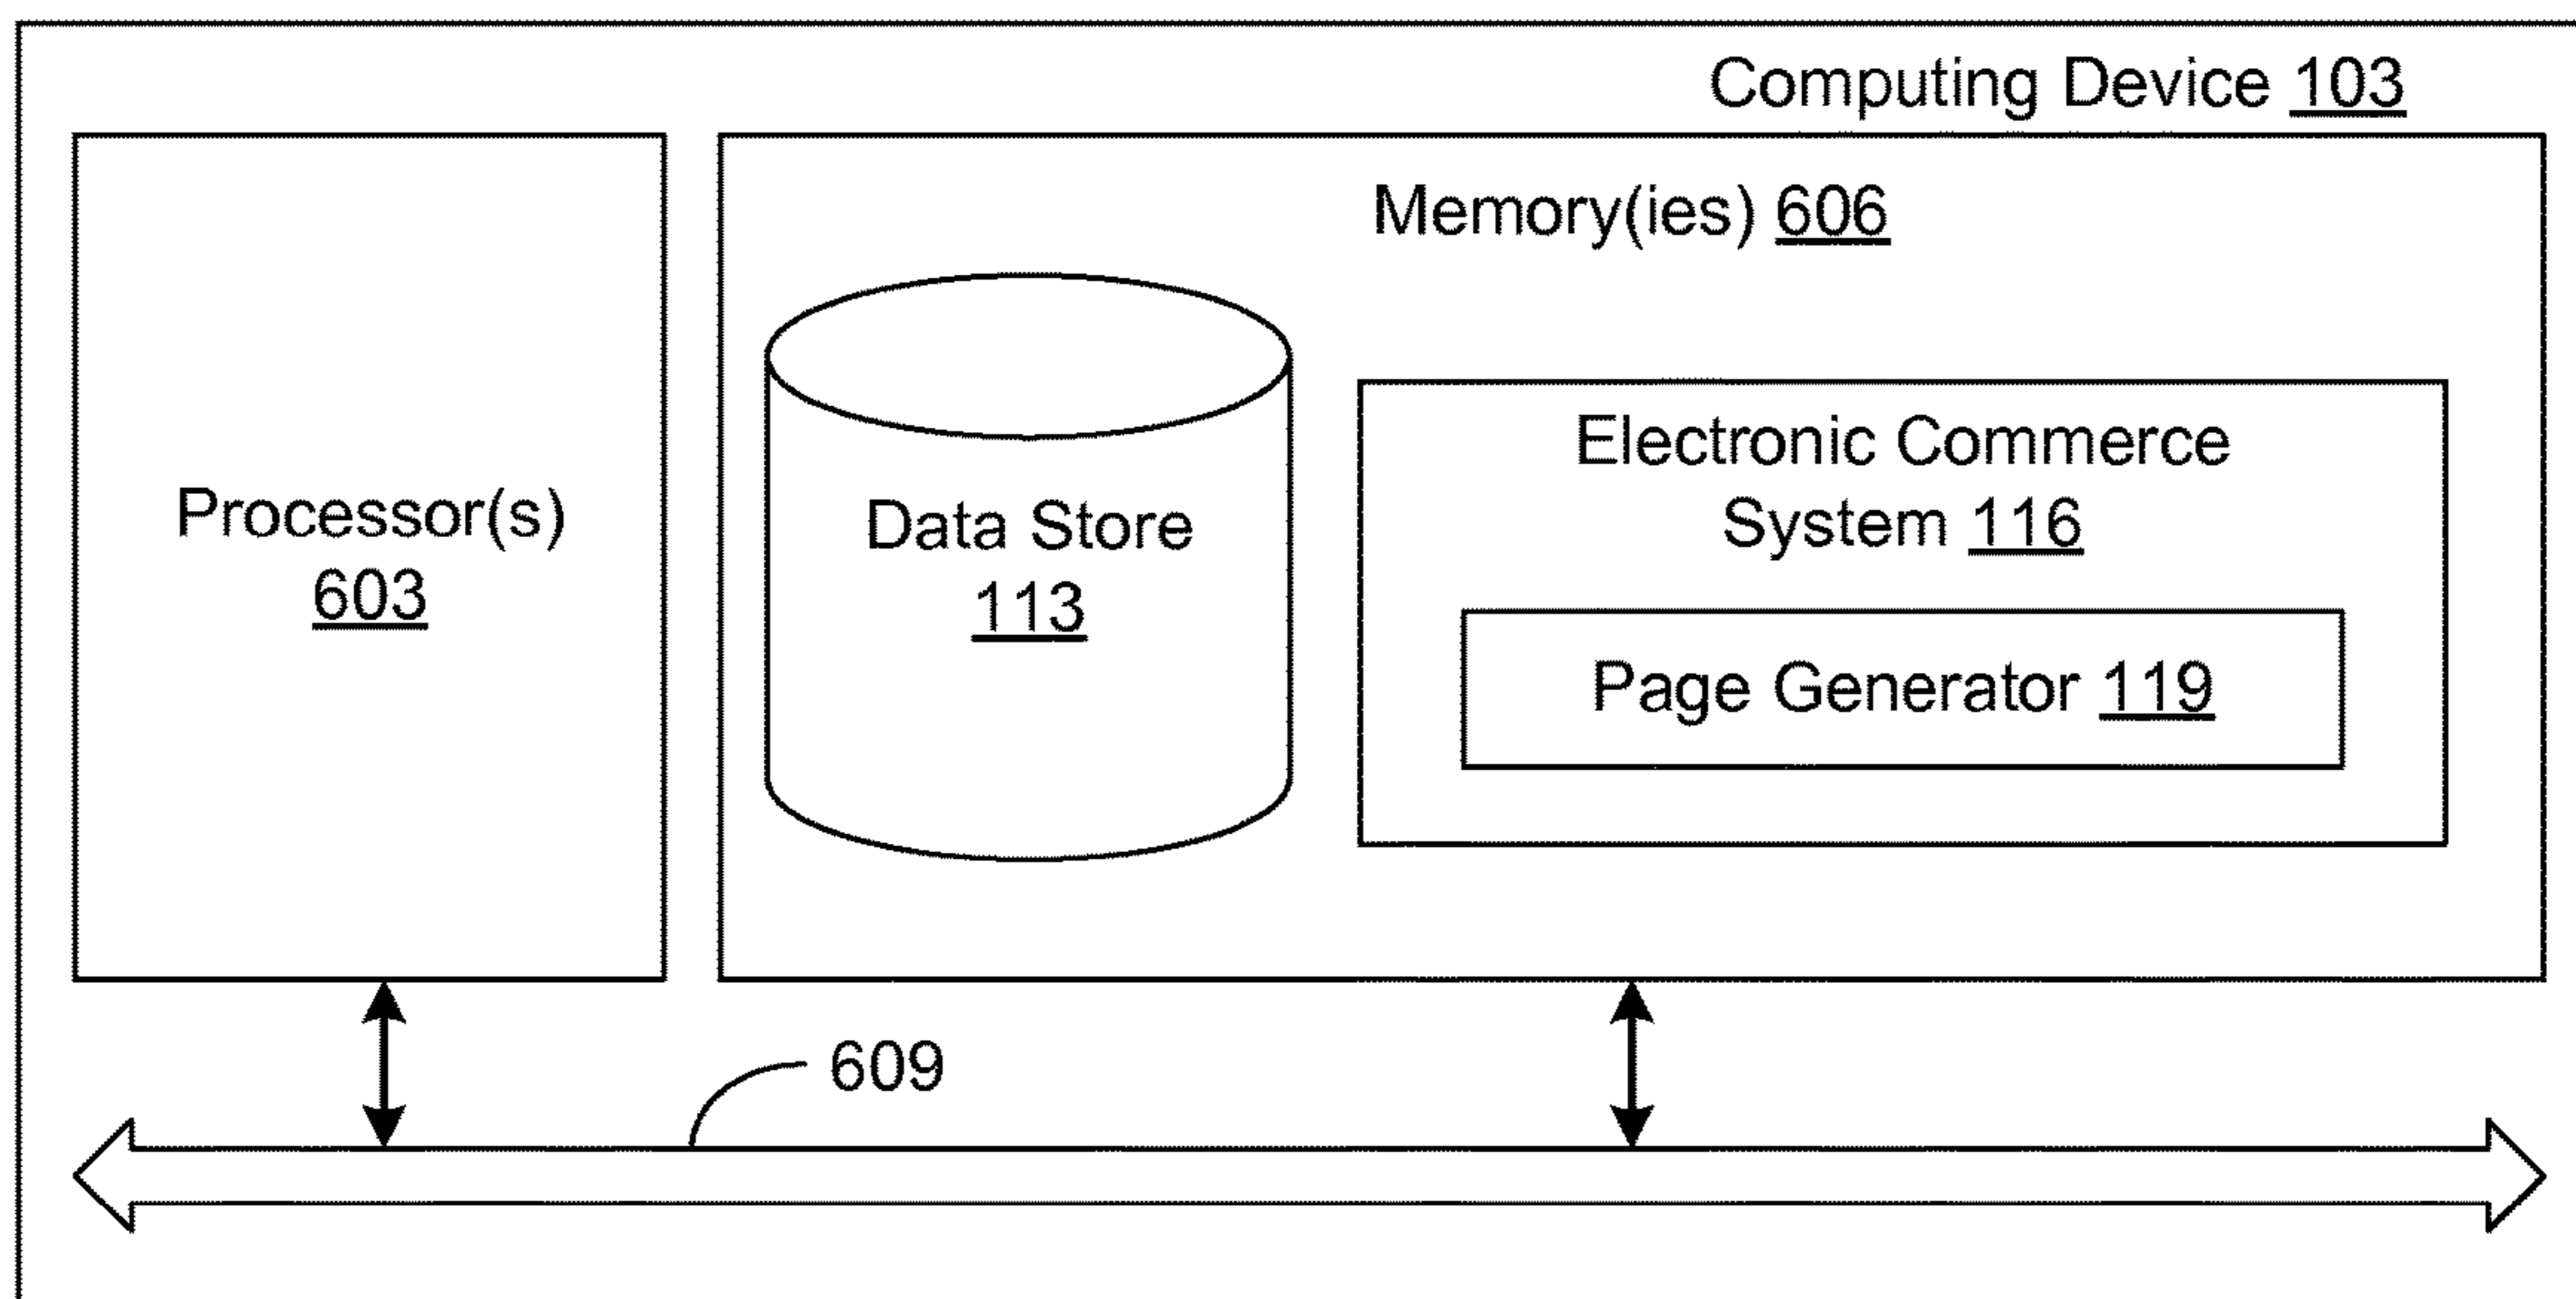 Computing Device 103
Memory(ies) 606
Processor(s)
603
Data Store
113
Electronic Commerce
System 116
Page Generator 119
609